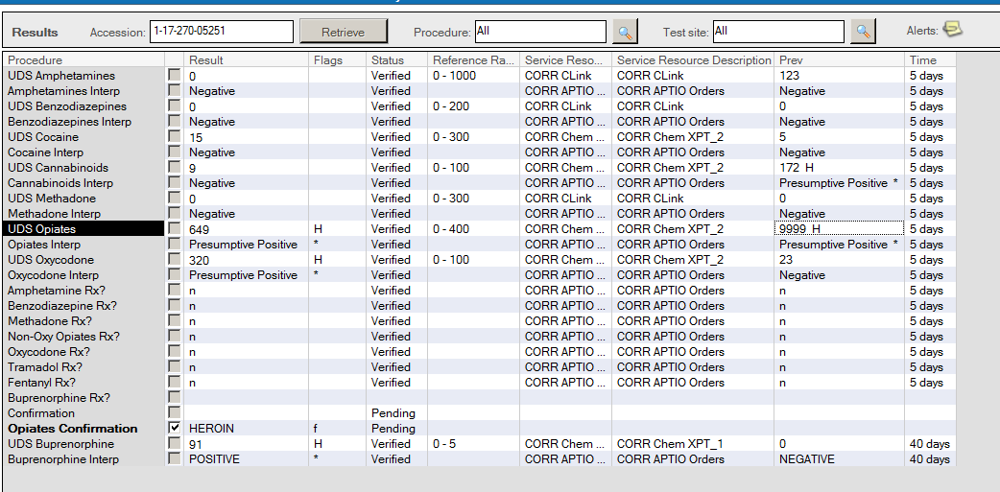 Results Accession: 1-17-270-05251 Retrieve Procedure: All Test site: All Alerts:
Procedure Result Flags Status Reference Ra... Service Reso... Service Resource Description Prev Time
UDS Amphetamines 0 Verified 0 - 1000 CORR CLink CORR CLink 123 5 days
Amphetamines Interp Negative Verified CORR APTIO ... CORR APTIO Orders Negative 5 days
UDS Benzodiazepines 0 Verified 0 - 200 CORR CLink CORR CLink 0 5 days
Benzodiazepines Interp Negative Verified CORR APTIO ... CORR APTIO Orders Negative 5 days
UDS Cocaine 15 Verified 0 - 300 CORR Chem ... CORR Chem XPT_2 5 5 days
Cocaine Interp Negative Verified CORR APTIO ... CORR APTIO Orders Negative 5 days
UDS Cannabinoids 9 Verified 0 - 100 CORR Chem ... CORR Chem XPT_2 172 H 5 days
Cannabinoids Interp Negative Verified CORR APTIO ... CORR APTIO Orders Presumptive Positive * 5 days
UDS Methadone 0 Verified 0 - 300 CORR CLink CORR CLink 0 5 days
Methadone Interp Negative Verified CORR APTIO ... CORR APTIO Orders Negative 5 days
UDS Opiates 649 H Verified 0 - 400 CORR Chem ... CORR Chem XPT_2 9999 H 5 days
Opiates Interp Presumptive Positive * Verified CORR APTIO ... CORR APTIO Orders Presumptive Positive * 5 days
UDS Oxycodone 320 H Verified 0 - 100 CORR Chem ... CORR Chem XPT_2 23 5 days
Oxycodone Interp Presumptive Positive * Verified CORR APTIO ... CORR APTIO Orders Negative 5 days
Amphetamine Rx? n Verified CORR APTIO ... CORR APTIO Orders n 5 days
Benzodiazepine Rx? n Verified CORR APTIO ... CORR APTIO Orders n 5 days
Methadone Rx? n Verified CORR APTIO ... CORR APTIO Orders n 5 days
Non-Oxy Opiates Rx? n Verified CORR APTIO ... CORR APTIO Orders n 5 days
Oxycodone Rx? n Verified CORR APTIO ... CORR APTIO Orders n 5 days
Tramadol Rx? n Verified CORR APTIO ... CORR APTIO Orders n 5 days
Fentanyl Rx? n Verified CORR APTIO ... CORR APTIO Orders n 5 days
Buprenorphine Rx?
Confirmation Pending
Opiates Confirmation HEROIN f Pending
UDS Buprenorphine 91 H Verified 0 - 5 CORR Chem ... CORR Chem XPT_1 0 40 days
Buprenorphine Interp POSITIVE * Verified CORR APTIO ... CORR APTIO Orders NEGATIVE 40 days